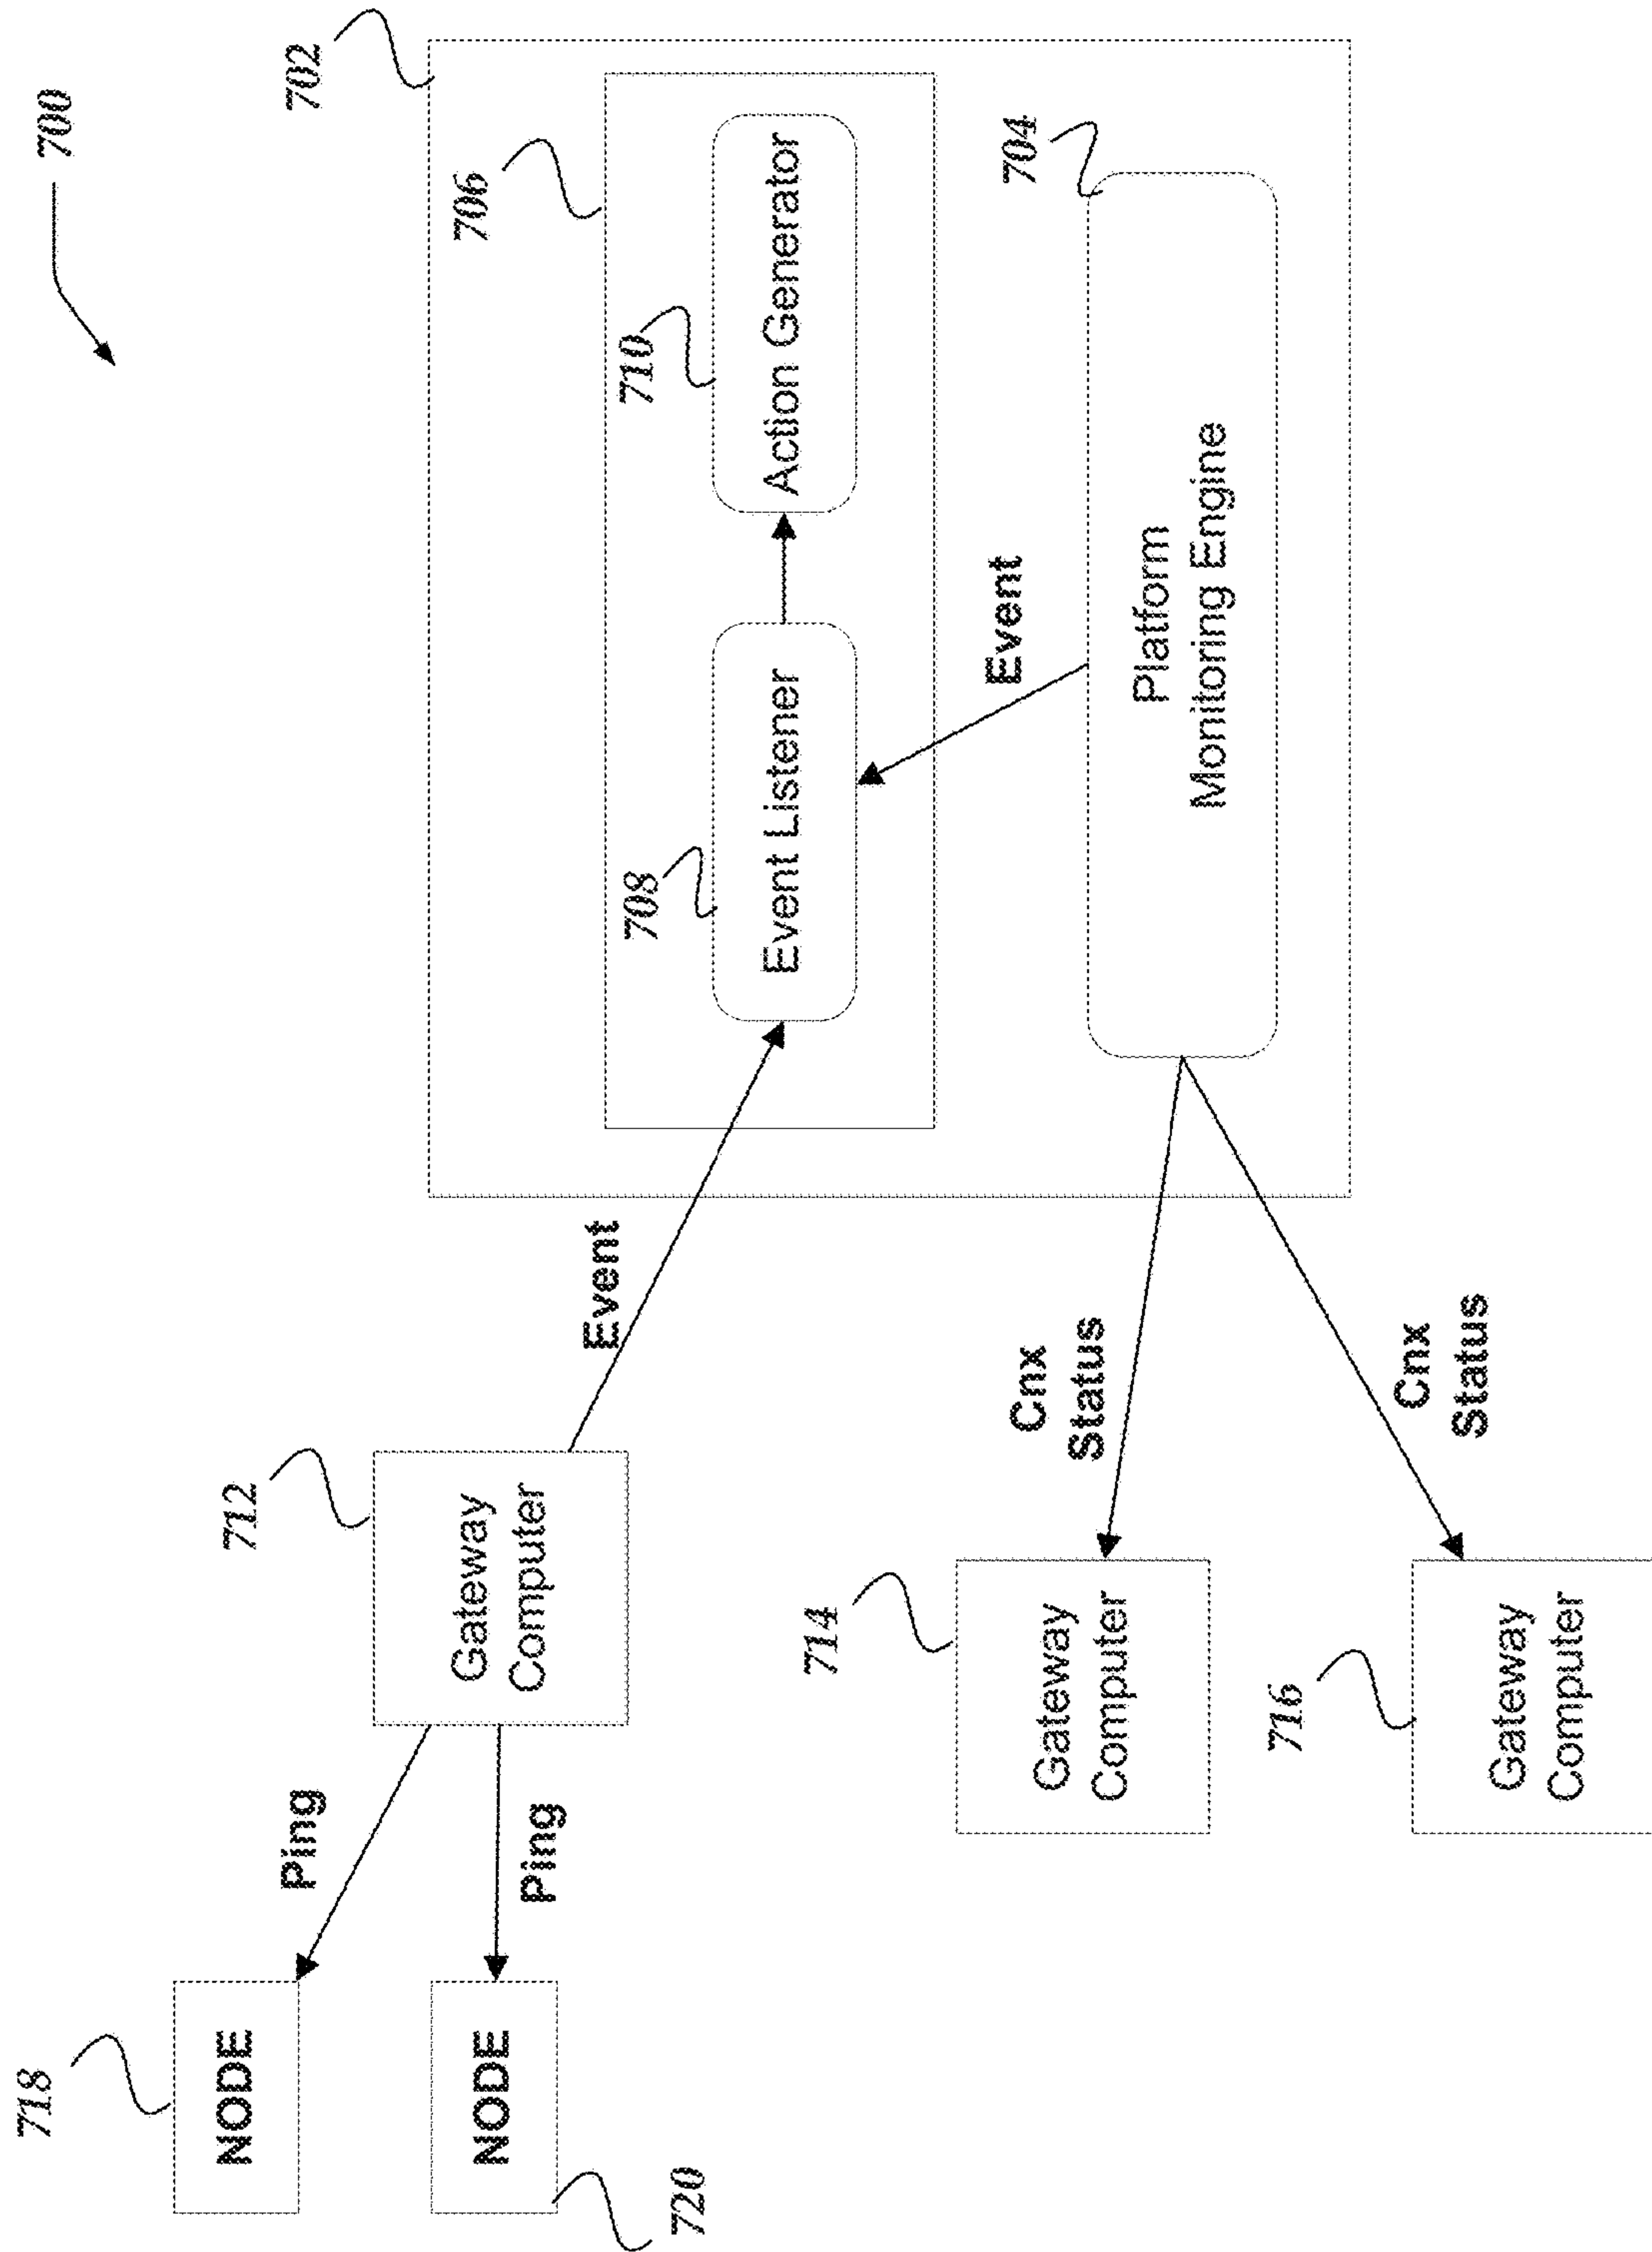 700
718
NODE
Ping
712
702
706
Gateway
Computer
NODE
Ping
720
Event
708
710
Event Listener
Action Generator
714
Event
704
Gateway
Computer
Cnx
Status
Platform
Monitoring Engine
716
Cnx
Status
Gateway
Computer